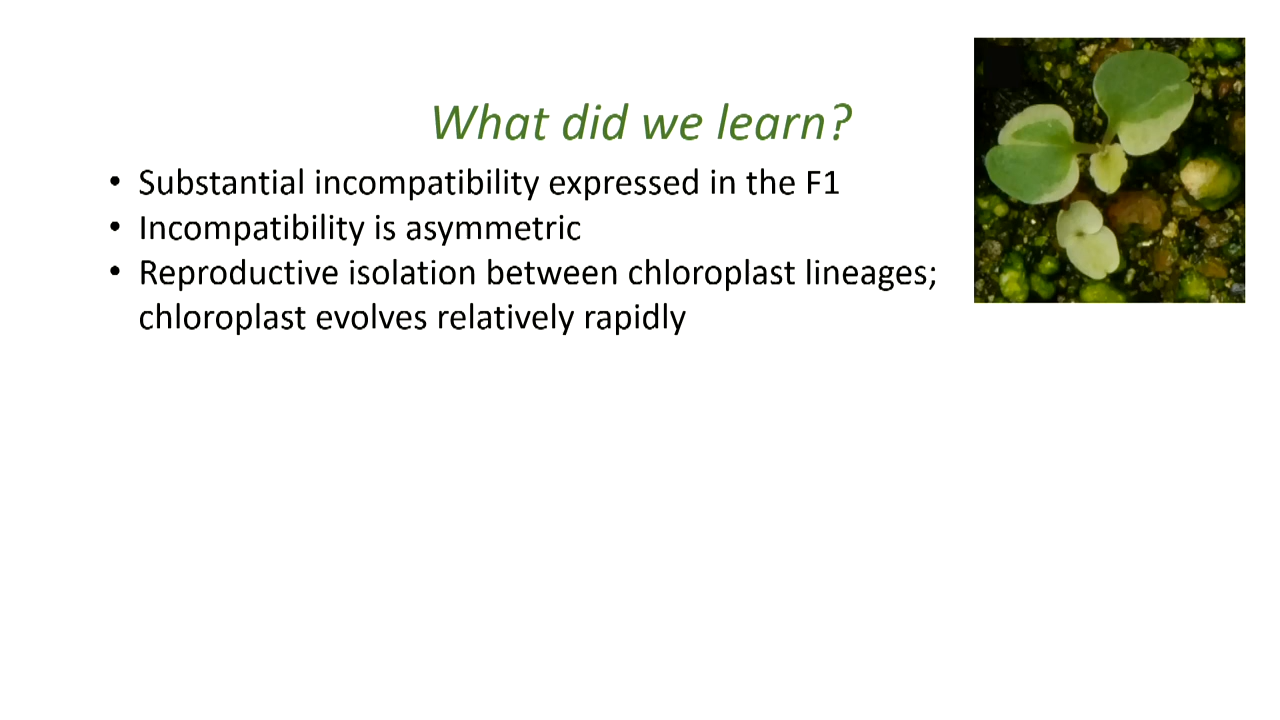 What did we learn?
• Substantial incompatibility expressed in the F1
• Incompatibility is asymmetric
• Reproductive isolation between chloroplast lineages;
chloroplast evolves relatively rapidly